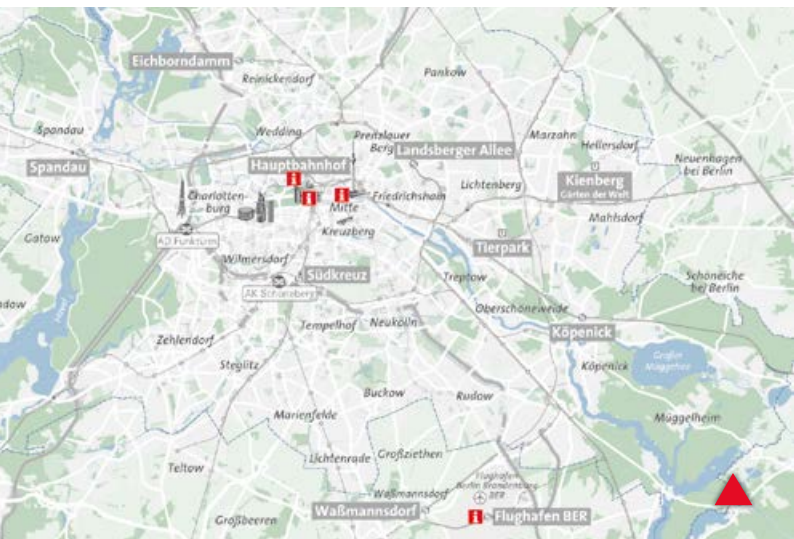 Eichborndamm
Reinickendorf
Pankow
Spandau
Wedding
Prenzlauer
Berg
Landsberger Allee
Marzahn
Hellersdorf
Neuenhagen
bei Berlin
Spandau
Hauptbahnhof
Charlotten-
burg
Mitte
Friedrichshain
Lichtenberg
Kienberg
Gärten der Welt
Mahlsdorf
Kreuzberg
Gatow
AD Funkturm
Tierpark
Wilmersdorf
Südkreuz
Treptow
Schöneiche
bei Berlin
AK Schöneberg
Havel
Oberschöneweide
Zehlendorf
Tempelhof
Neukölln
Köpenick
Steglitz
Köpenick
Großer
Müggelsee
Buckow
Rudow
Marienfelde
Müggelheim
Lichtenrade
Großziethen
Teltow
Flughafen
Berlin Brandenburg
BER
Waßmannsdorf
Waßmannsdorf
Flughafen BER
Großbeeren